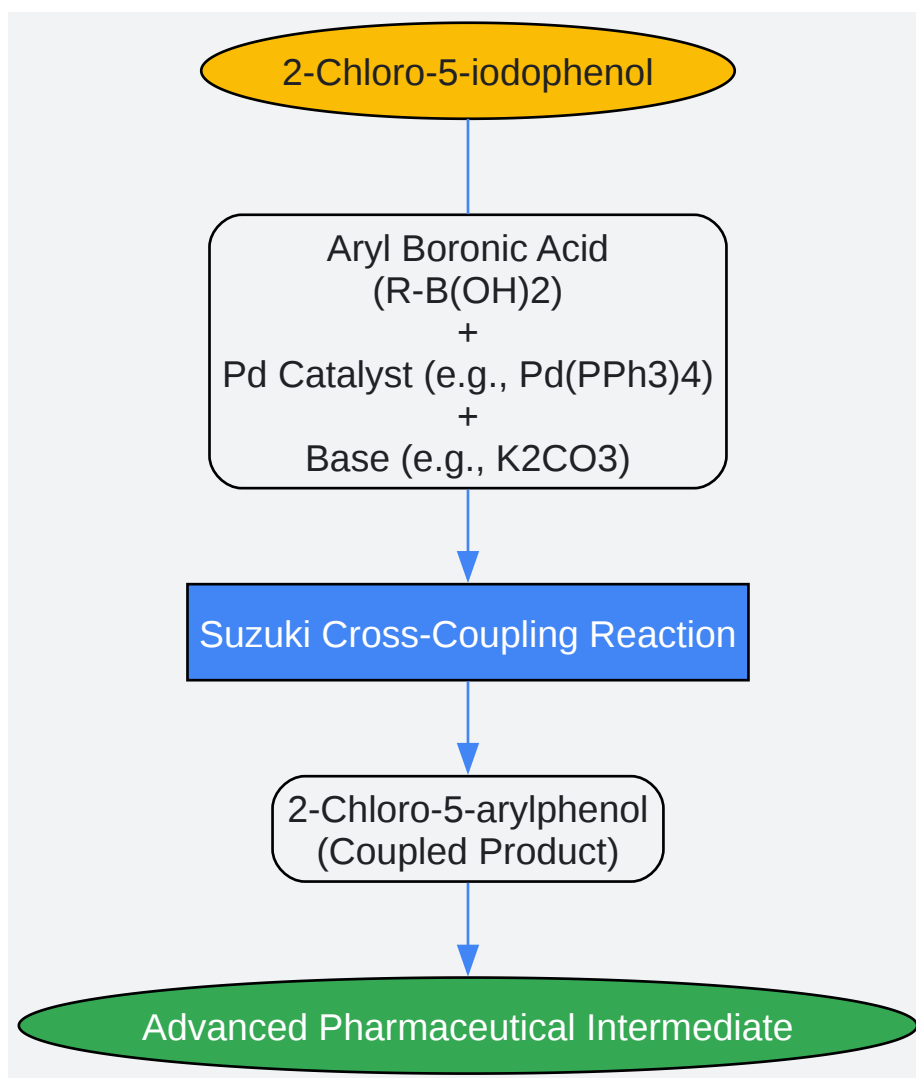 2-Chloro-5-iodophenol
Aryl Boronic Acid
(R-B(OH)2)
+
Pd Catalyst (e.g., Pd(PPh3)4)
+
Base (e.g., K2CO3)
Suzuki Cross-Coupling Reaction
2-Chloro-5-arylphenol
(Coupled Product)
Advanced Pharmaceutical Intermediate